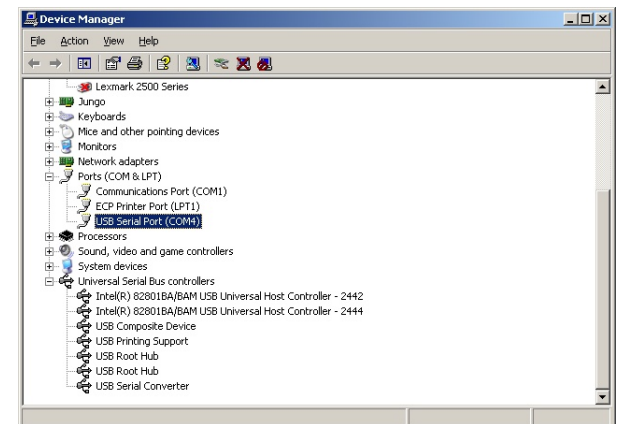 Device Manager
File Action View Help
Lexmark 2500 Series
Jungo
Keyboards
Mice and other pointing devices
Monitors
Network adapters
Ports (COM & LPT)
Communications Port (COM1)
ECP Printer Port (LPT1)
USB Serial Port (COM4)
Processors
Sound, video and game controllers
System devices
Universal Serial Bus controllers
Intel(R) 82801BA/BAM USB Universal Host Controller - 2442
Intel(R) 82801BA/BAM USB Universal Host Controller - 2444
USB Composite Device
USB Printing Support
USB Root Hub
USB Root Hub
USB Serial Converter